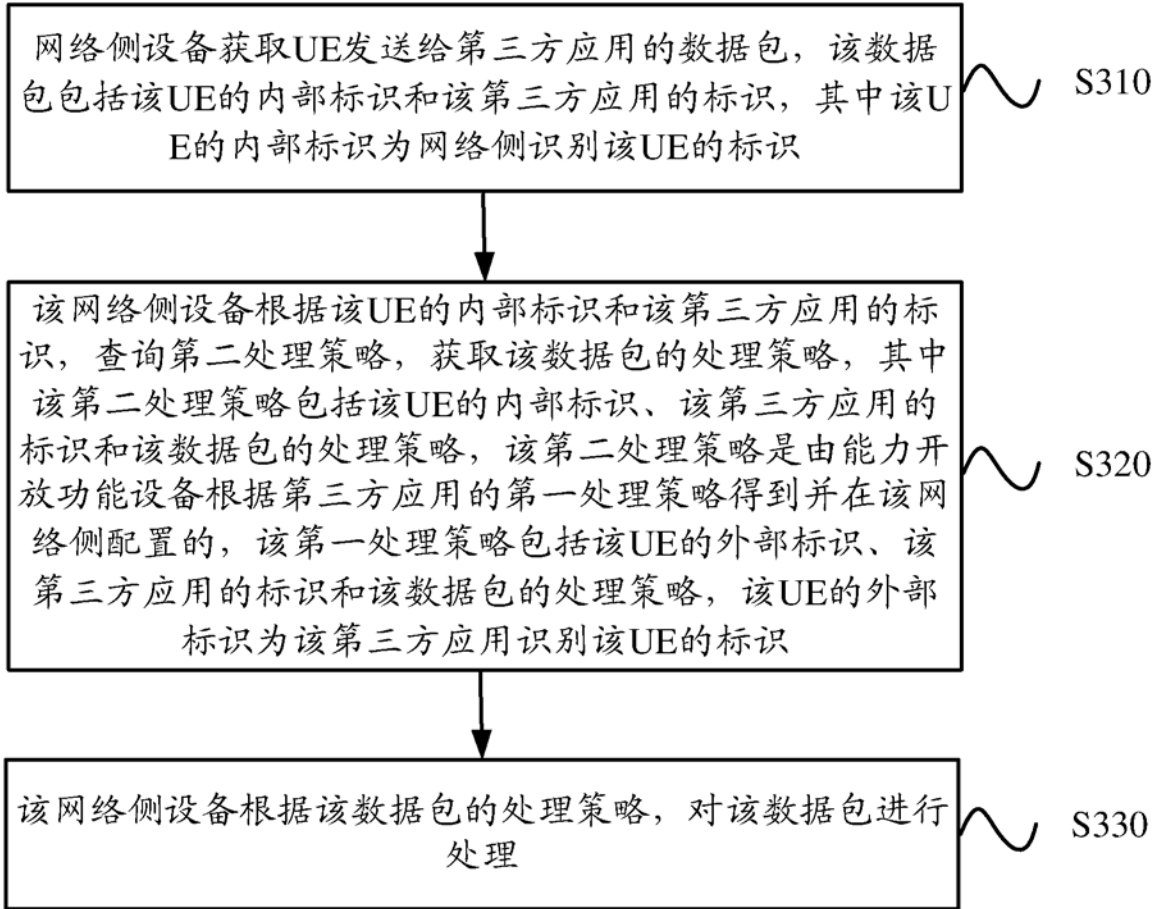 网络侧设备获取UE发送给第三方应用的数据包，该数据
包包括该UE的内部标识和该第三方应用的标识，其中该U
E的内部标识为网络侧识别该UE的标识
S310
该网络侧设备根据该UE的内部标识和该第三方应用的标
识，查询第二处理策略，获取该数据包的处理策略，其中
该第二处理策略包括该UE的内部标识、该第三方应用的
标识和该数据包的处理策略，该第二处理策略是由能力开
放功能设备根据第三方应用的第一处理策略得到并在该网
络侧配置的，该第一处理策略包括该UE的外部标识、该
第三方应用的标识和该数据包的处理策略，该UE的外部
标识为该第三方应用识别该UE的标识
S320
该网络侧设备根据该数据包的处理策略，对该数据包进行
处理
S330